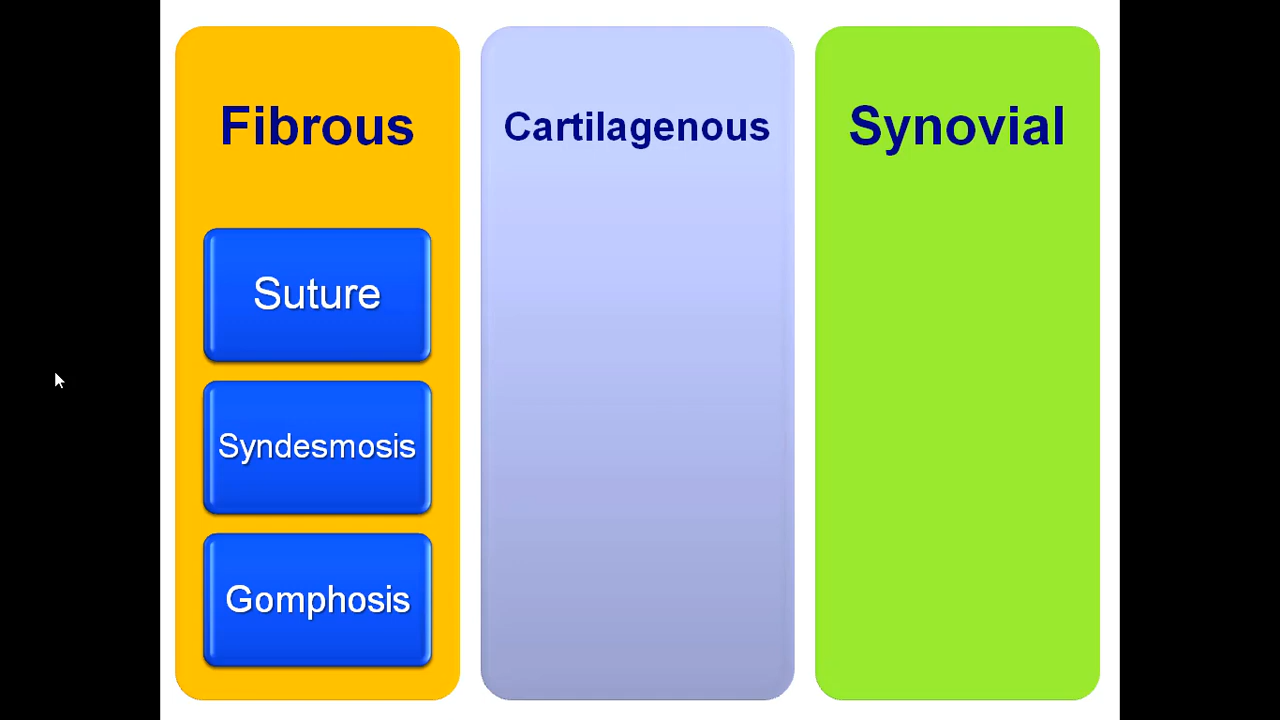 Fibrous
Suture
Syndesmosis
Gomphosis
Cartilagenous
Synovial